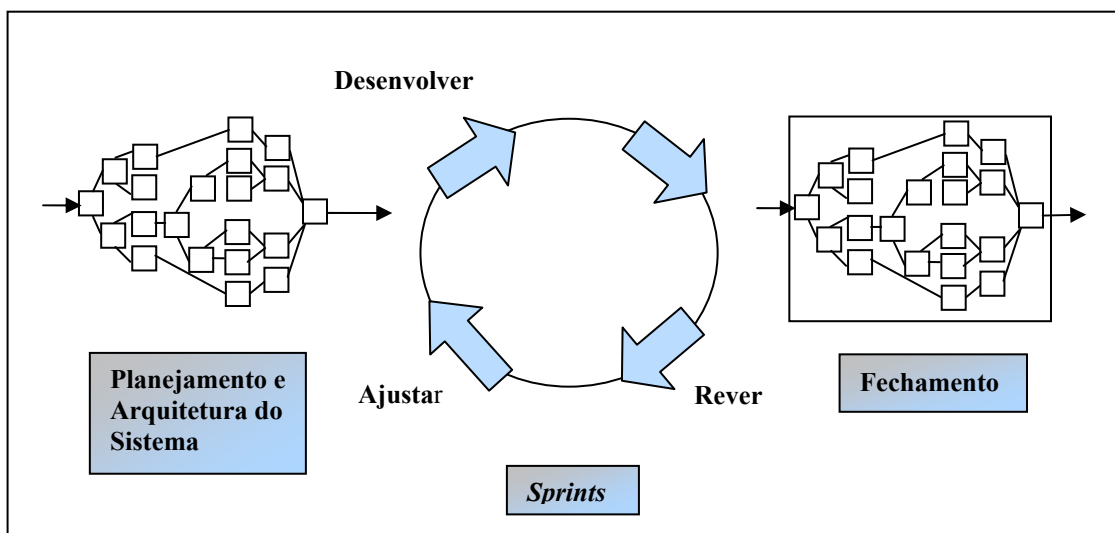 Desenvolver
Planejamento e
Arquitetura do
Sistema
Ajustar
Rever
Fechamento
Sprints